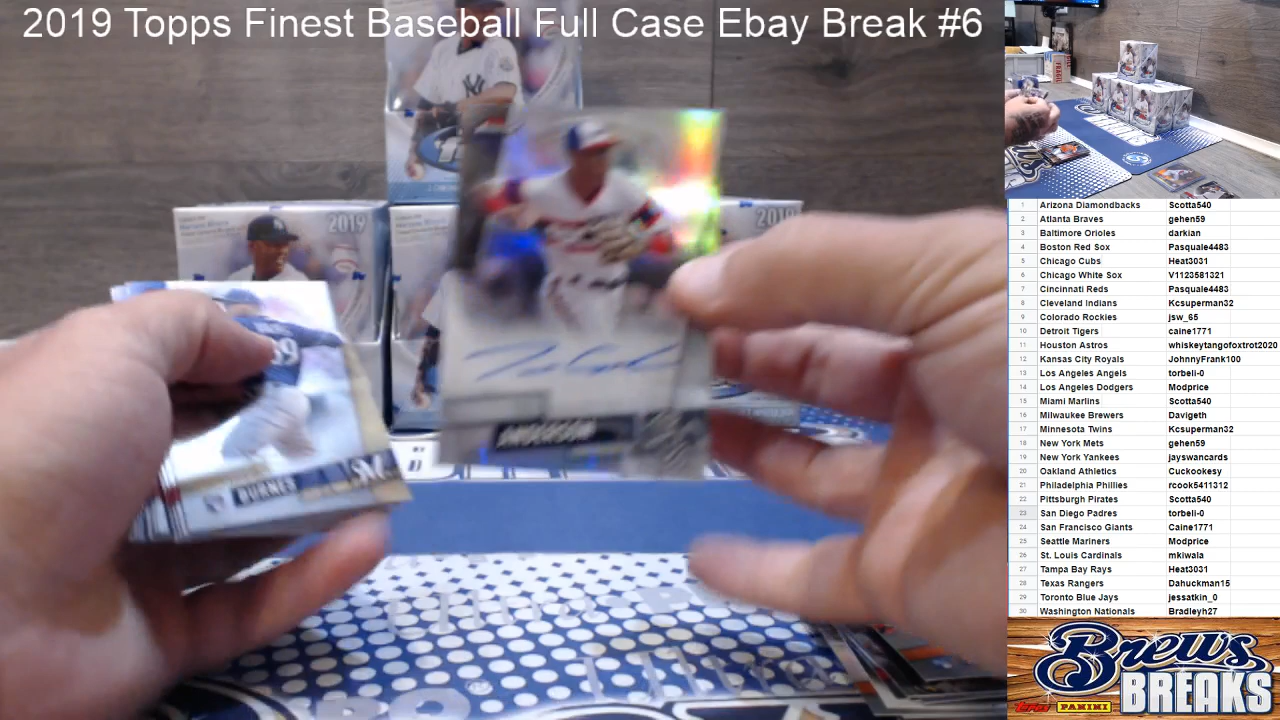 2019 Topps Finest Baseball Full Case Ebay Break #6
2019
2019
ANDERSON
BURNES
1 Arizona Diamondbacks Scotta540
2 Atlanta Braves gehen59
3 Baltimore Orioles darkian
4 Boston Red Sox Pasquale4483
5 Chicago Cubs Heat3031
6 Chicago White Sox V1123581321
7 Cincinnati Reds Pasquale4483
8 Cleveland Indians Kcsuperman32
9 Colorado Rockies jsw_65
10 Detroit Tigers caine1771
11 Houston Astros whiskeytangofoxtrot2020
12 Kansas City Royals JohnnyFrank100
13 Los Angeles Angels torbeli-0
14 Los Angeles Dodgers Modprice
15 Miami Marlins Scotta540
16 Milwaukee Brewers Davigeth
17 Minnesota Twins Kcsuperman32
18 New York Mets gehen59
19 New York Yankees jayswancards
20 Oakland Athletics Cuckookesy
21 Philadelphia Phillies rcook5411312
22 Pittsburgh Pirates Scotta540
23 San Diego Padres torbeli-0
24 San Francisco Giants Caine1771
25 Seattle Mariners Modprice
26 St. Louis Cardinals mkiwala
27 Tampa Bay Rays Heat3031
28 Texas Rangers Dahuckman15
29 Toronto Blue Jays jessatkin_0
30 Washington Nationals Bradleyh27
Brews
BREAKS
Topps PANINI